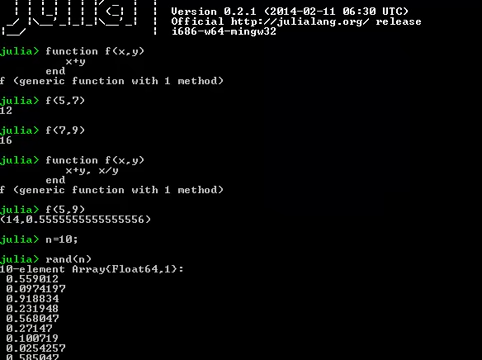 Version 0.2.1 (2014-02-11 06:30 UTC)
Official http://julialang.org/ release
i686-w64-mingw32
julia> function f(x,y)
x+y
end
f (generic function with 1 method)
julia> f(5,7)
12
julia> f(7,9)
16
julia> function f(x,y)
x+y, x/y
end
f (generic function with 1 method)
julia> f(5,9)
(14,0.5555555555555556)
julia> n=10;
julia> rand(n)
10-element Array{Float64,1}:
0.559012
0.0974197
0.918834
0.231948
0.568047
0.27147
0.100719
0.0254257
0.585047